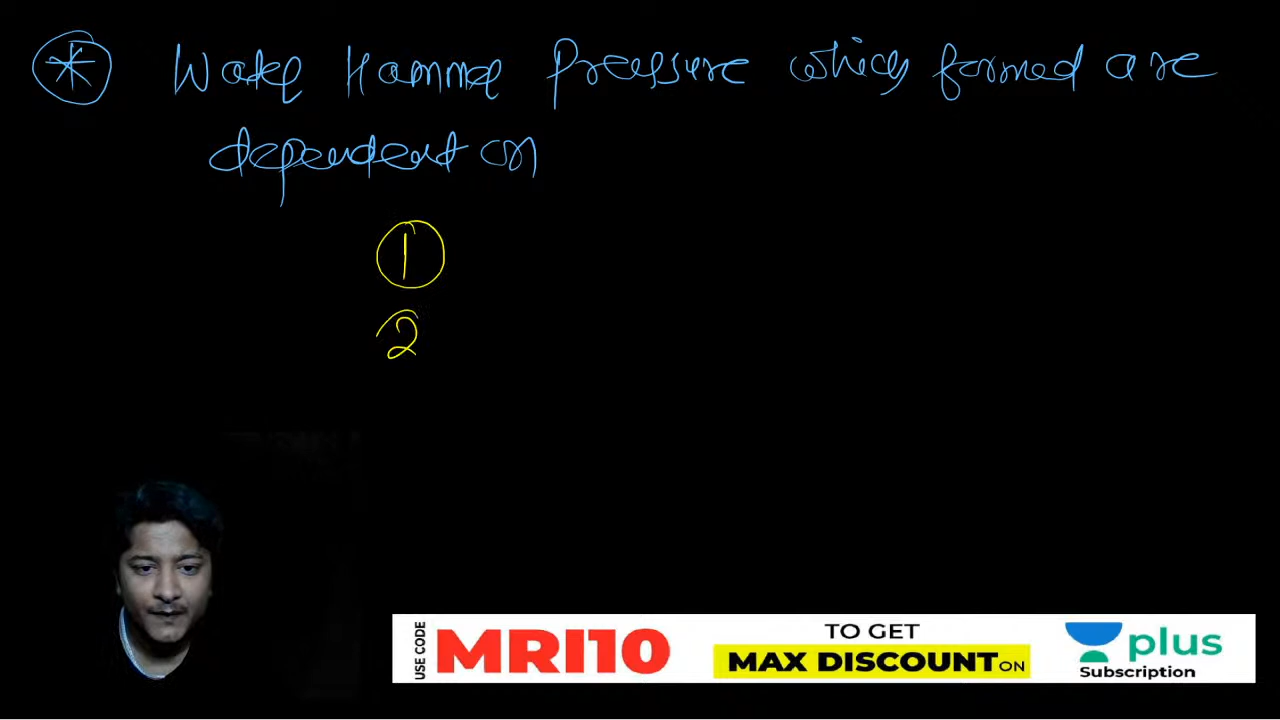 * Water Hammer Pressure which formed are
dependent on
1
2
USE CODE
MRI10
TO GET
MAX DISCOUNT ON
plus
Subscription